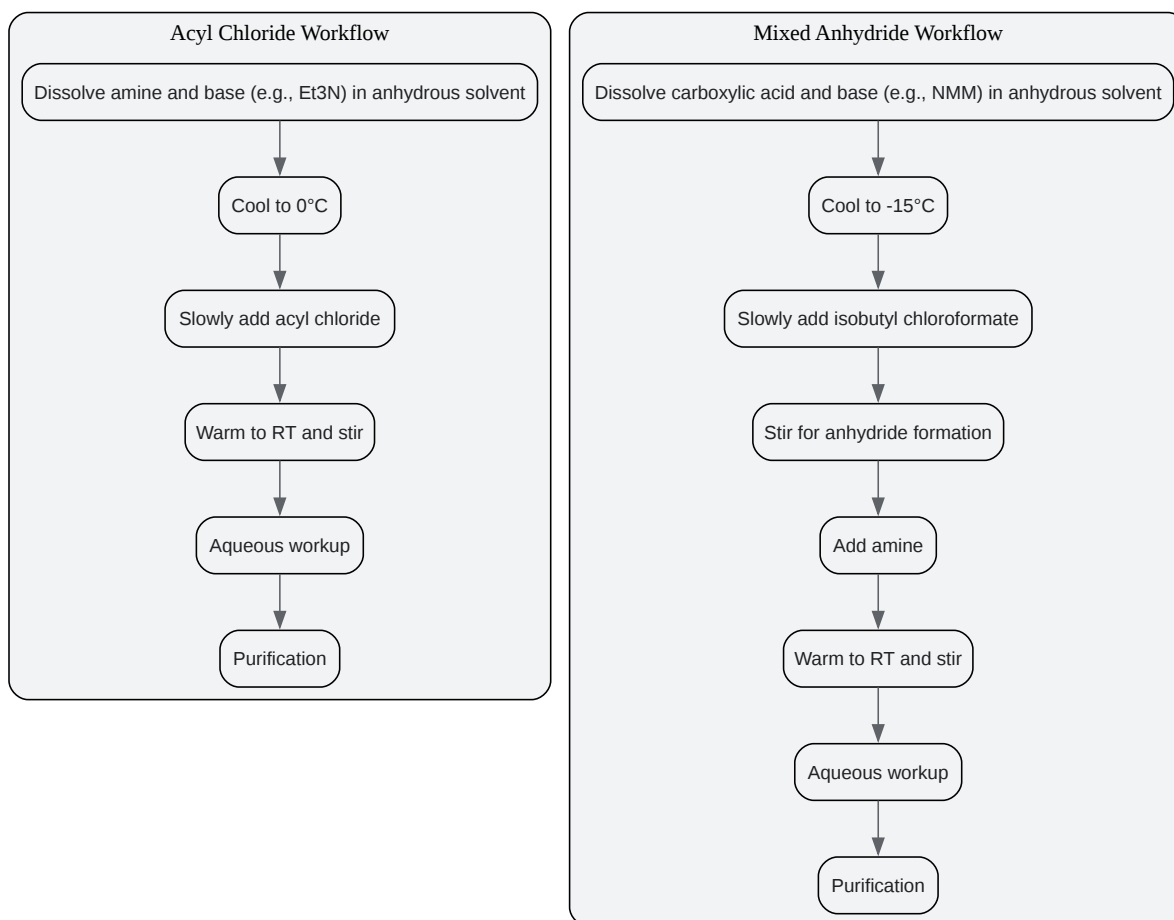 Acyl Chloride Workflow
Dissolve amine and base (e.g., Et3N) in anhydrous solvent
Cool to 0°C
Slowly add acyl chloride
Warm to RT and stir
Aqueous workup
Purification
Mixed Anhydride Workflow
Dissolve carboxylic acid and base (e.g., NMM) in anhydrous solvent
Cool to -15°C
Slowly add isobutyl chloroformate
Stir for anhydride formation
Add amine
Warm to RT and stir
Aqueous workup
Purification